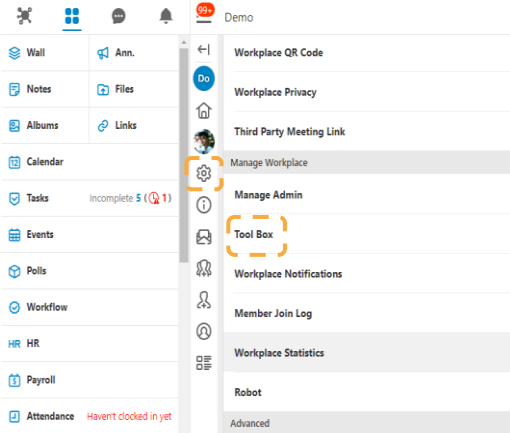 99+
Demo
Wall
Ann.
Notes
Files
Albums
Links
12 Calendar
Tasks
Incomplete 5 ( 1 )
Events
Polls
Workflow
HR HR
$ Payroll
Attendance
Haven't clocked in yet
Do
Workplace QR Code
Workplace Privacy
Third Party Meeting Link
Manage Workplace
Manage Admin
Tool Box
Workplace Notifications
Member Join Log
Workplace Statistics
Robot
Advanced